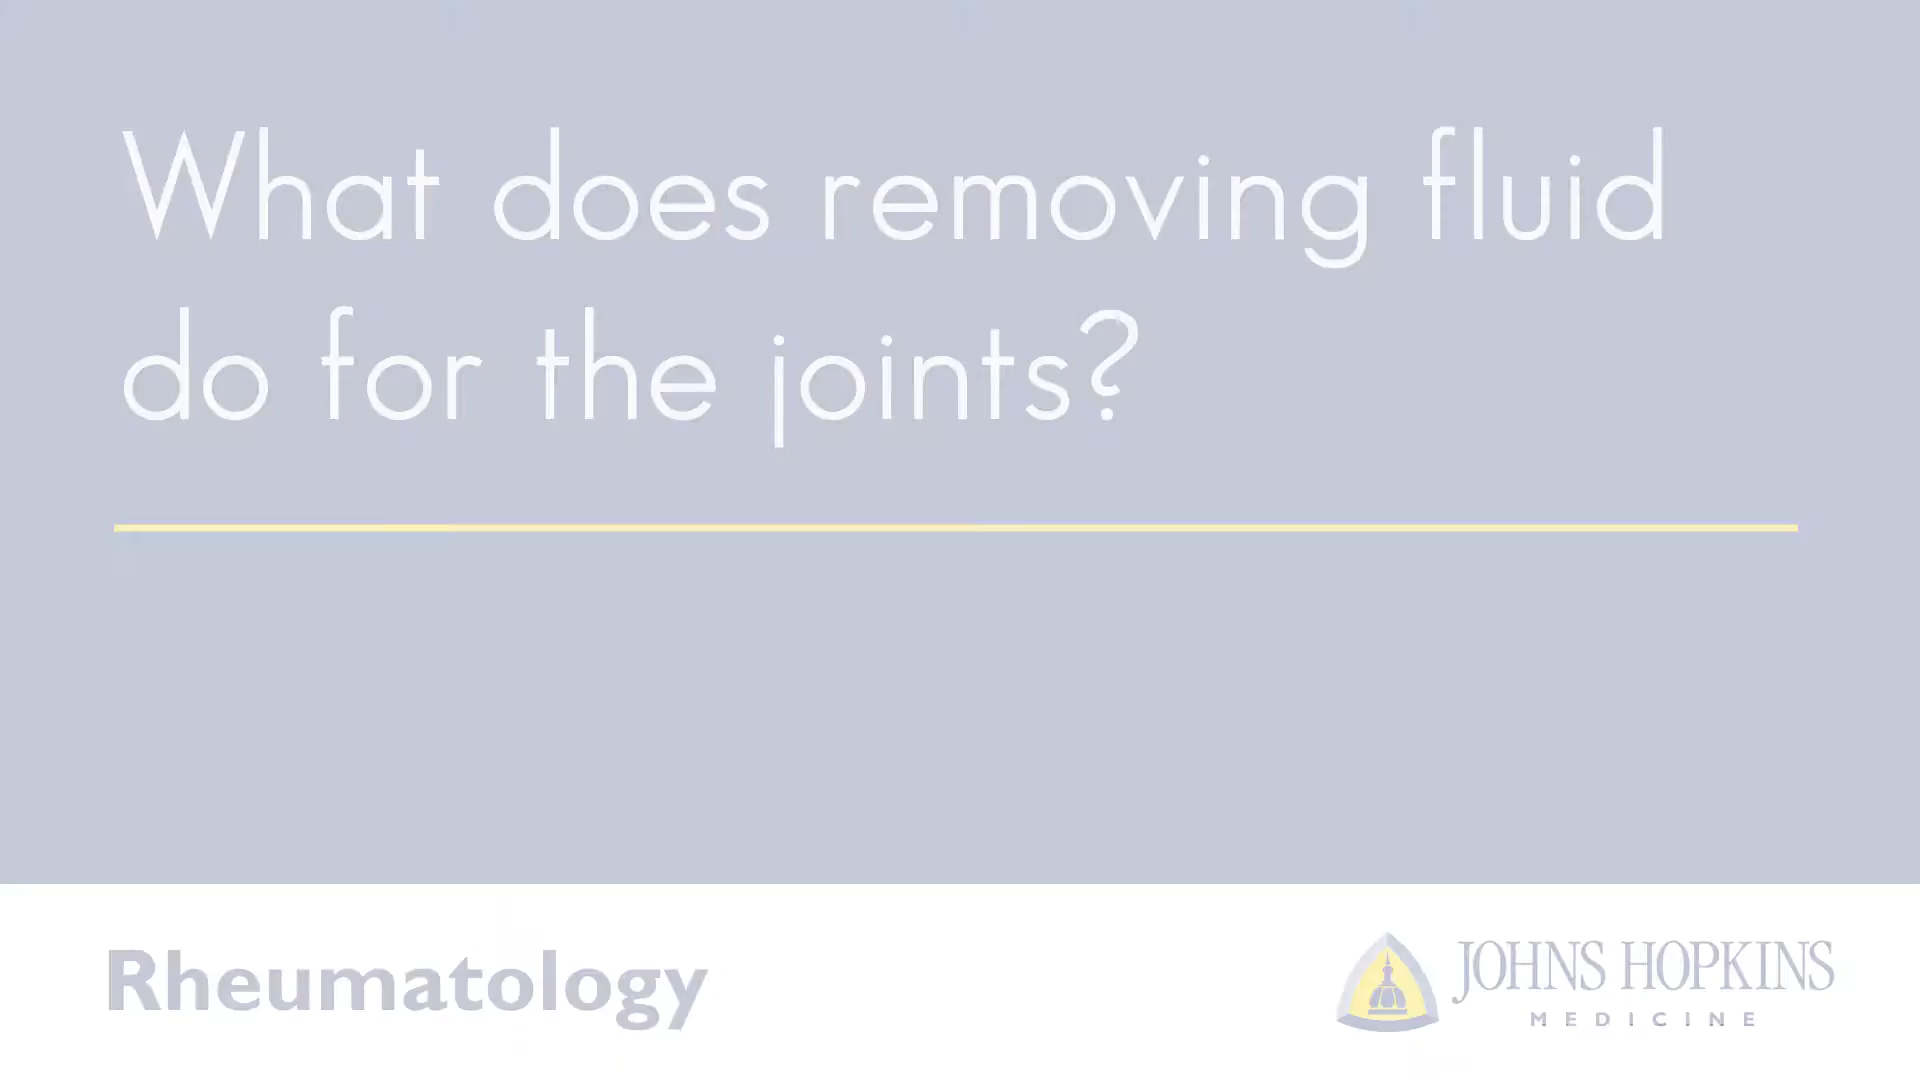 What does removing fluid
do for the joints?
Rheumatology
JOHNS HOPKINS
MEDICINE